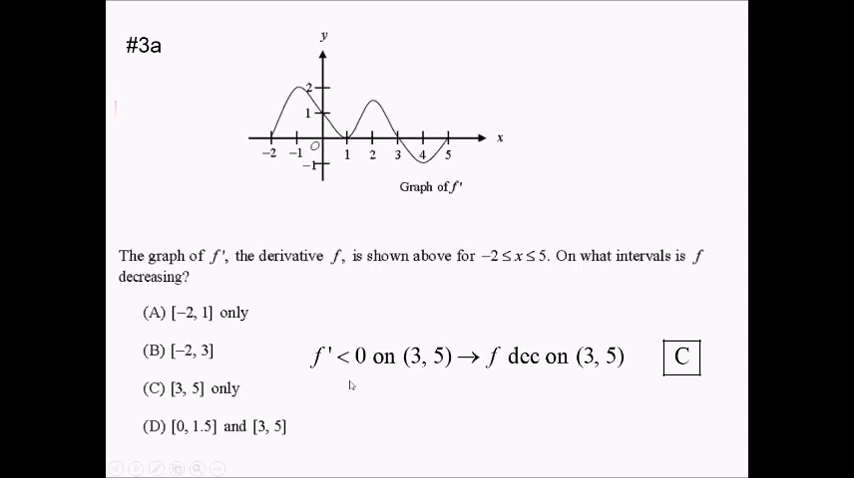 #3a
y
2
1
-2 -1 O 1 2 3 4 5 x
-1
Graph of f '
The graph of f ', the derivative f, is shown above for −2 ≤ x ≤ 5. On what intervals is f
decreasing?
(A) [−2, 1] only
(B) [−2, 3]
f ' < 0 on (3, 5) → f dec on (3, 5) C
(C) [3, 5] only
(D) [0, 1.5] and [3, 5]